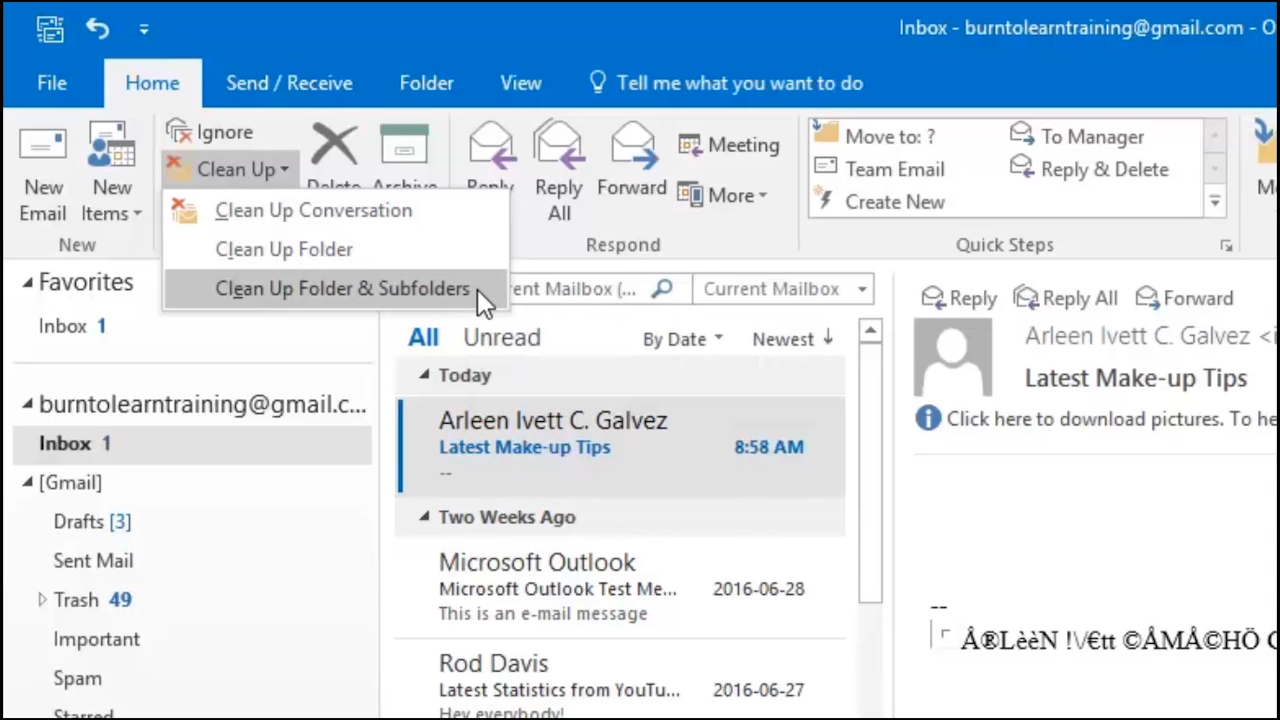 Inbox - burntolearntraining@gmail.com - O
File Home Send / Receive Folder View Tell me what you want to do
New Email
New Items
New
Ignore
Clean Up
Delete Archive
Clean Up Conversation
Clean Up Folder
Clean Up Folder & Subfolders
Reply
Reply All
Forward
Meeting
More
Respond
Move to: ?
Team Email
Create New
To Manager
Reply & Delete
Quick Steps
Favorites
Inbox 1
burntolearntraining@gmail.c...
Inbox 1
[Gmail]
Drafts [3]
Sent Mail
Trash 49
Important
Spam
Starred
Mailbox (...
Current Mailbox
All Unread By Date Newest
Today
Arleen Ivett C. Galvez
Latest Make-up Tips 8:58 AM
--
Two Weeks Ago
Microsoft Outlook
Microsoft Outlook Test Me... 2016-06-28
This is an e-mail message
Rod Davis
Latest Statistics from YouTu... 2016-06-27
Hey everybody!
Reply Reply All Forward
Arleen Ivett C. Galvez <
Latest Make-up Tips
Click here to download pictures. To he
--
Â®LèèN !\/€tt ©ÅMÅ©HÖ